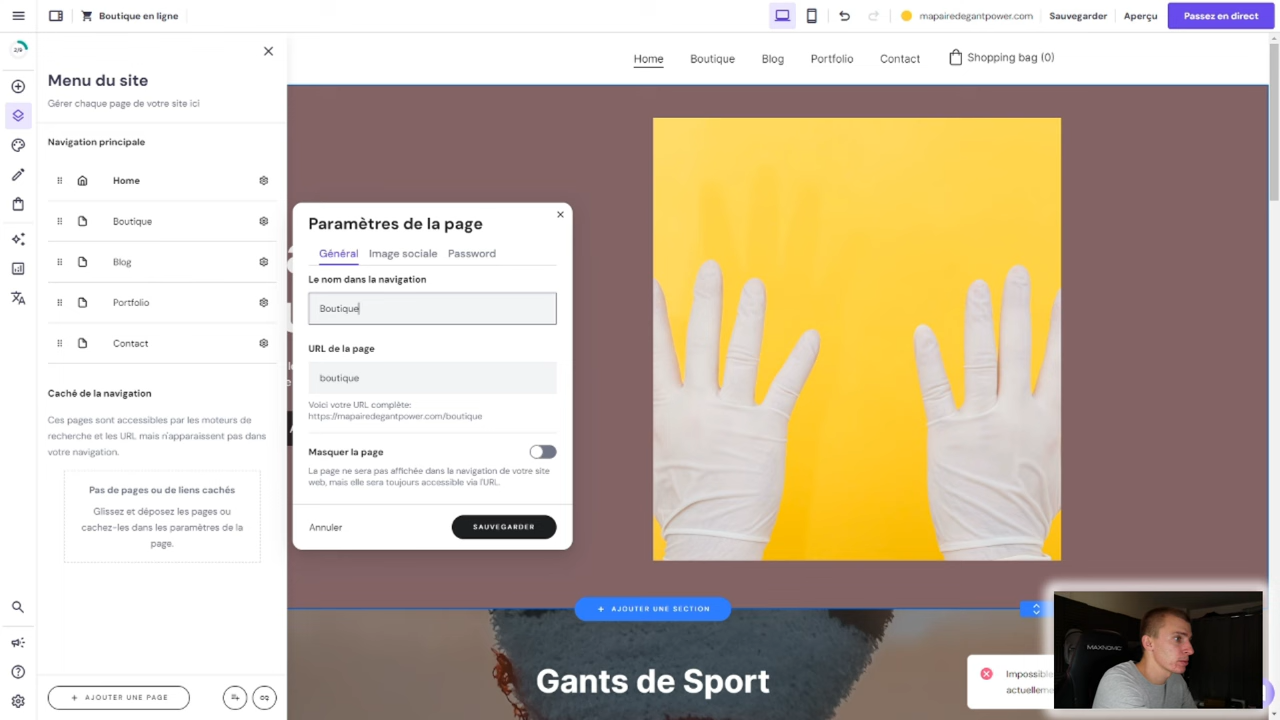 Boutique en ligne
mapairedegantpower.com
Sauvegarder
Aperçu
Passez en direct
2/8
Menu du site
Gérer chaque page de votre site ici
Navigation principale
Home
Boutique
Blog
Portfolio
Contact
Caché de la navigation
Ces pages sont accessibles par les moteurs de
recherche et les URL mais n'apparaissent pas dans
votre navigation.
Pas de pages ou de liens cachés
Glissez et déposez les pages ou
cachez-les dans les paramètres de la
page.
AJOUTER UNE PAGE
Home
Boutique
Blog
Portfolio
Contact
Shopping bag (0)
Paramètres de la page
Général
Image sociale
Password
Le nom dans la navigation
Boutique
URL de la page
boutique
Voici votre URL complète:
https://mapairedegantpower.com/boutique
Masquer la page
La page ne sera pas affichée dans la navigation de votre site
web, mais elle sera toujours accessible via l'URL.
Annuler
SAUVEGARDER
AJOUTER UNE SECTION
Gants de Sport
Impossible
actuelleme
MAXNOMIC